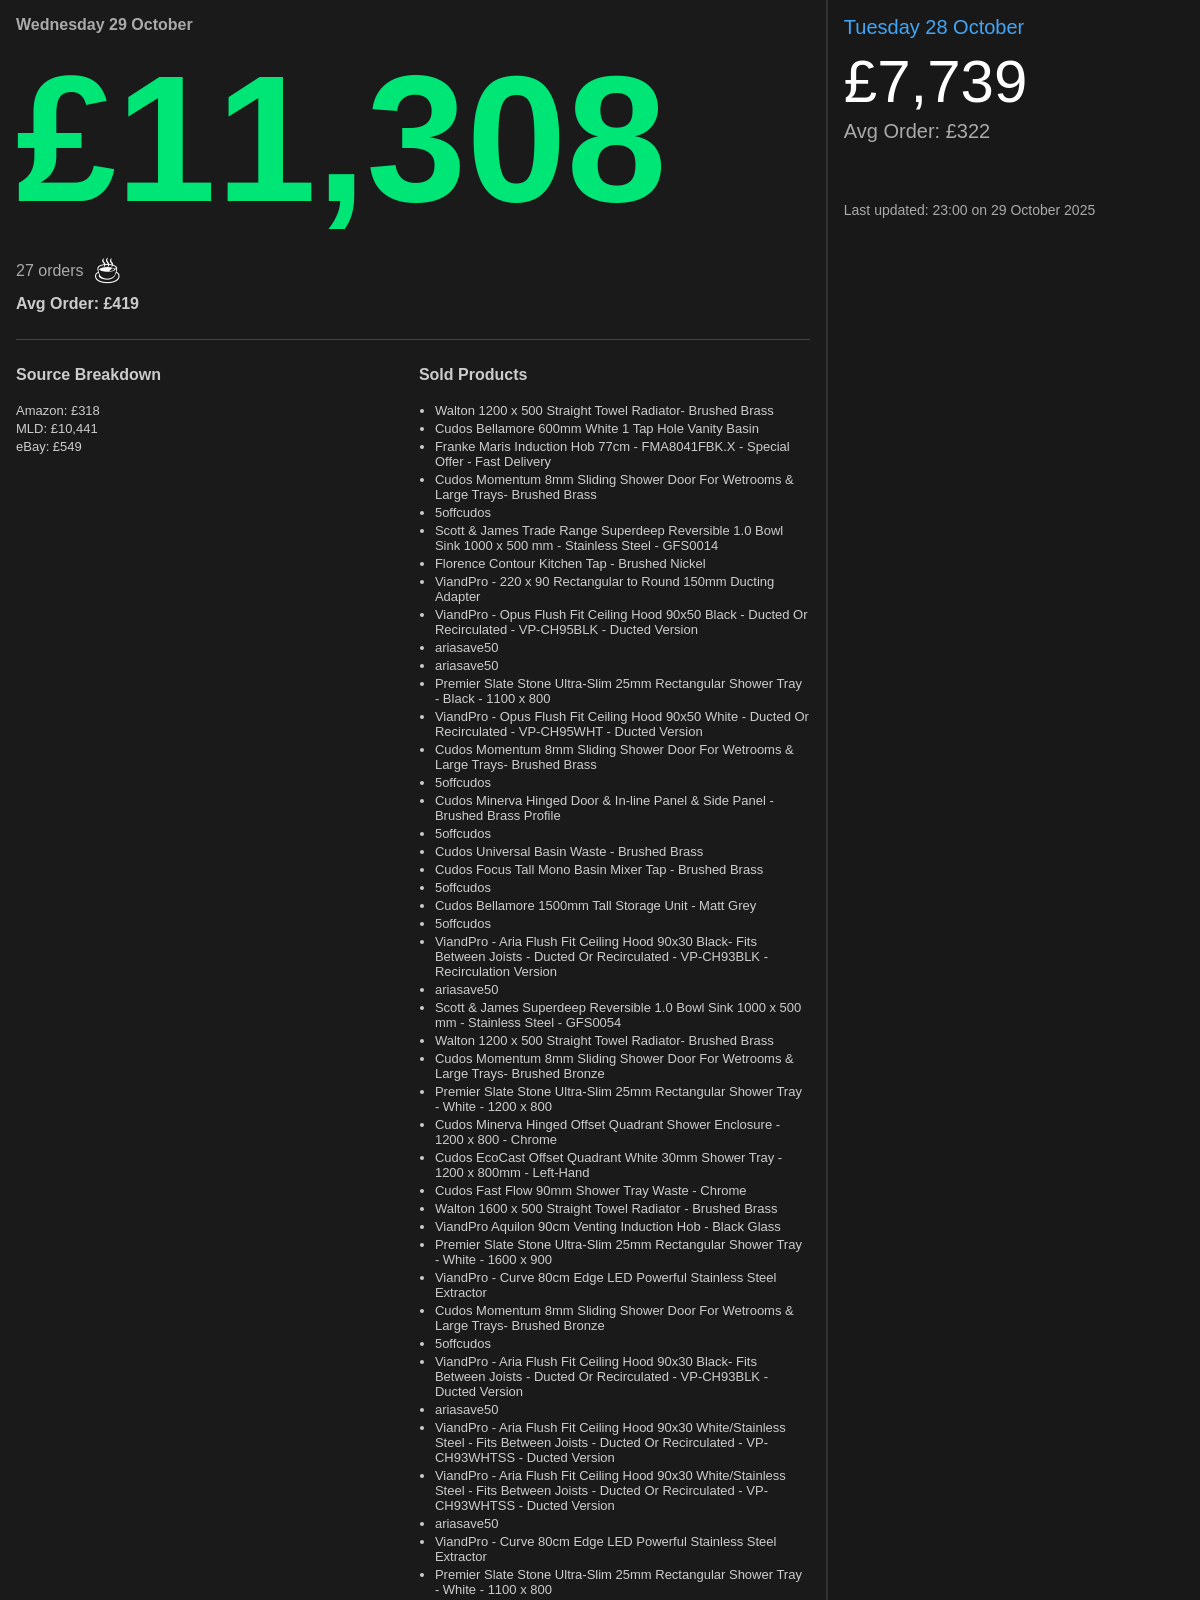 Wednesday 29 October
£11,308
27 orders ☕
Avg Order: £419
Source Breakdown
Amazon: £318
MLD: £10,441
eBay: £549
Sold Products
• Walton 1200 x 500 Straight Towel Radiator- Brushed Brass
• Cudos Bellamore 600mm White 1 Tap Hole Vanity Basin
• Franke Maris Induction Hob 77cm - FMA8041FBK.X - Special
Offer - Fast Delivery
• Cudos Momentum 8mm Sliding Shower Door For Wetrooms &
Large Trays- Brushed Brass
• 5offcudos
• Scott & James Trade Range Superdeep Reversible 1.0 Bowl
Sink 1000 x 500 mm - Stainless Steel - GFS0014
• Florence Contour Kitchen Tap - Brushed Nickel
• ViandPro - 220 x 90 Rectangular to Round 150mm Ducting
Adapter
• ViandPro - Opus Flush Fit Ceiling Hood 90x50 Black - Ducted Or
Recirculated - VP-CH95BLK - Ducted Version
• ariasave50
• ariasave50
• Premier Slate Stone Ultra-Slim 25mm Rectangular Shower Tray
- Black - 1100 x 800
• ViandPro - Opus Flush Fit Ceiling Hood 90x50 White - Ducted Or
Recirculated - VP-CH95WHT - Ducted Version
• Cudos Momentum 8mm Sliding Shower Door For Wetrooms &
Large Trays- Brushed Brass
• 5offcudos
• Cudos Minerva Hinged Door & In-line Panel & Side Panel -
Brushed Brass Profile
• 5offcudos
• Cudos Universal Basin Waste - Brushed Brass
• Cudos Focus Tall Mono Basin Mixer Tap - Brushed Brass
• 5offcudos
• Cudos Bellamore 1500mm Tall Storage Unit - Matt Grey
• 5offcudos
• ViandPro - Aria Flush Fit Ceiling Hood 90x30 Black- Fits
Between Joists - Ducted Or Recirculated - VP-CH93BLK -
Recirculation Version
• ariasave50
• Scott & James Superdeep Reversible 1.0 Bowl Sink 1000 x 500
mm - Stainless Steel - GFS0054
• Walton 1200 x 500 Straight Towel Radiator- Brushed Brass
• Cudos Momentum 8mm Sliding Shower Door For Wetrooms &
Large Trays- Brushed Bronze
• Premier Slate Stone Ultra-Slim 25mm Rectangular Shower Tray
- White - 1200 x 800
• Cudos Minerva Hinged Offset Quadrant Shower Enclosure -
1200 x 800 - Chrome
• Cudos EcoCast Offset Quadrant White 30mm Shower Tray -
1200 x 800mm - Left-Hand
• Cudos Fast Flow 90mm Shower Tray Waste - Chrome
• Walton 1600 x 500 Straight Towel Radiator - Brushed Brass
• ViandPro Aquilon 90cm Venting Induction Hob - Black Glass
• Premier Slate Stone Ultra-Slim 25mm Rectangular Shower Tray
- White - 1600 x 900
• ViandPro - Curve 80cm Edge LED Powerful Stainless Steel
Extractor
• Cudos Momentum 8mm Sliding Shower Door For Wetrooms &
Large Trays- Brushed Bronze
• 5offcudos
• ViandPro - Aria Flush Fit Ceiling Hood 90x30 Black- Fits
Between Joists - Ducted Or Recirculated - VP-CH93BLK -
Ducted Version
• ariasave50
• ViandPro - Aria Flush Fit Ceiling Hood 90x30 White/Stainless
Steel - Fits Between Joists - Ducted Or Recirculated - VP-
CH93WHTSS - Ducted Version
• ViandPro - Aria Flush Fit Ceiling Hood 90x30 White/Stainless
Steel - Fits Between Joists - Ducted Or Recirculated - VP-
CH93WHTSS - Ducted Version
• ariasave50
• ViandPro - Curve 80cm Edge LED Powerful Stainless Steel
Extractor
• Premier Slate Stone Ultra-Slim 25mm Rectangular Shower Tray
- White - 1100 x 800
Tuesday 28 October
£7,739
Avg Order: £322
Last updated: 23:00 on 29 October 2025